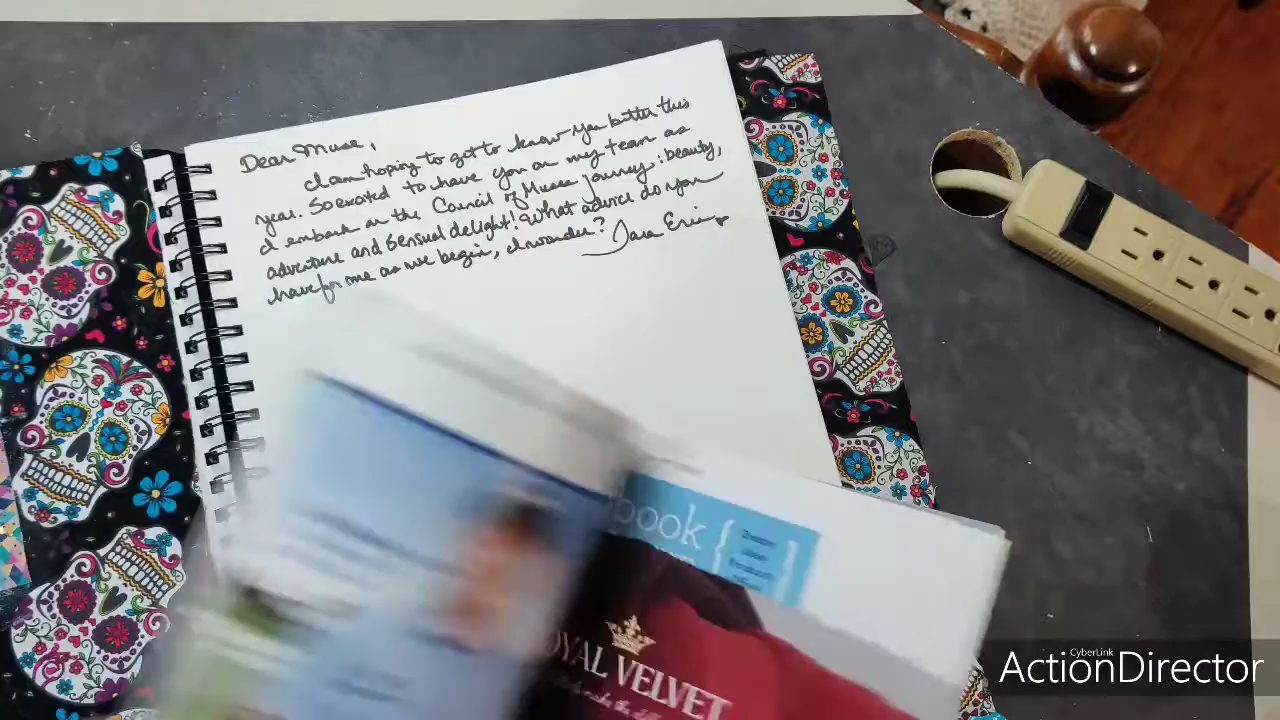 Dear Muse,
I am hoping to get to know you better this
year. So excited to have you on my team as
I embark on the Council of Muses journey: beauty,
adventure and sensual delight! What advice do you
have for me as we begin, I wonder?
Java Erin
book {
ROYAL VELVET
CyberLink
ActionDirector